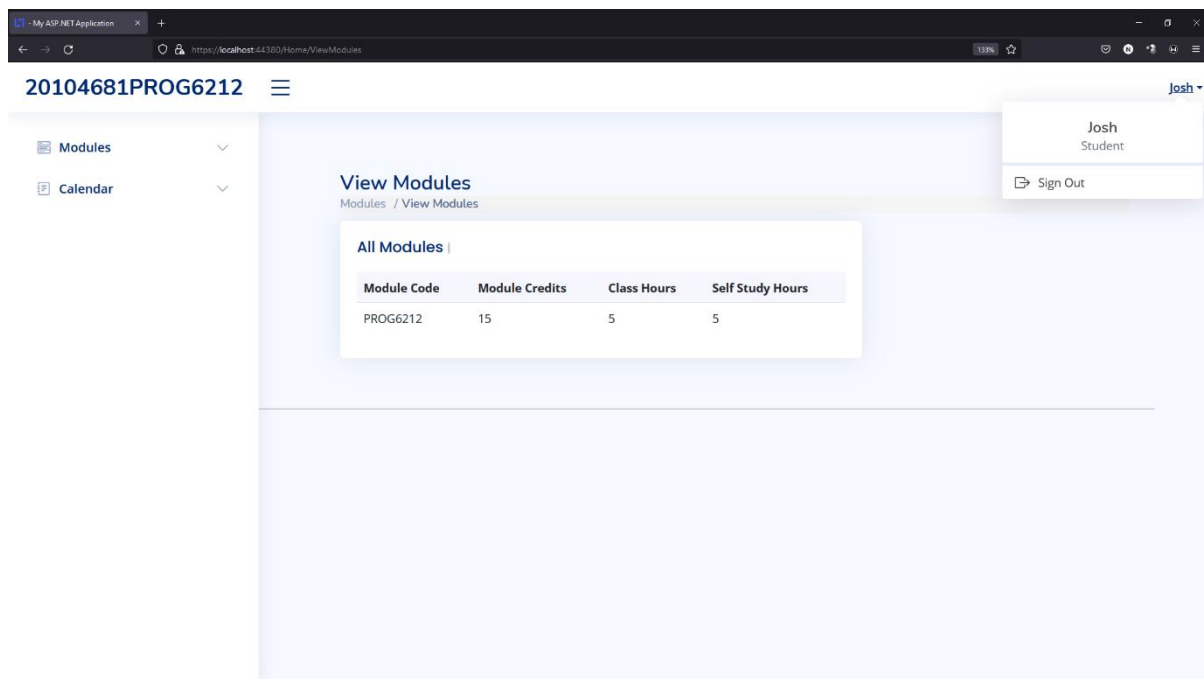 - My ASP.NET Application
https://localhost:44380/Home/ViewModules
133%
20104681PROG6212
Josh
Josh
Student
Sign Out
Modules
Calendar
View Modules
Modules / View Modules
All Modules |
Module Code Module Credits Class Hours Self Study Hours
PROG6212 15 5 5